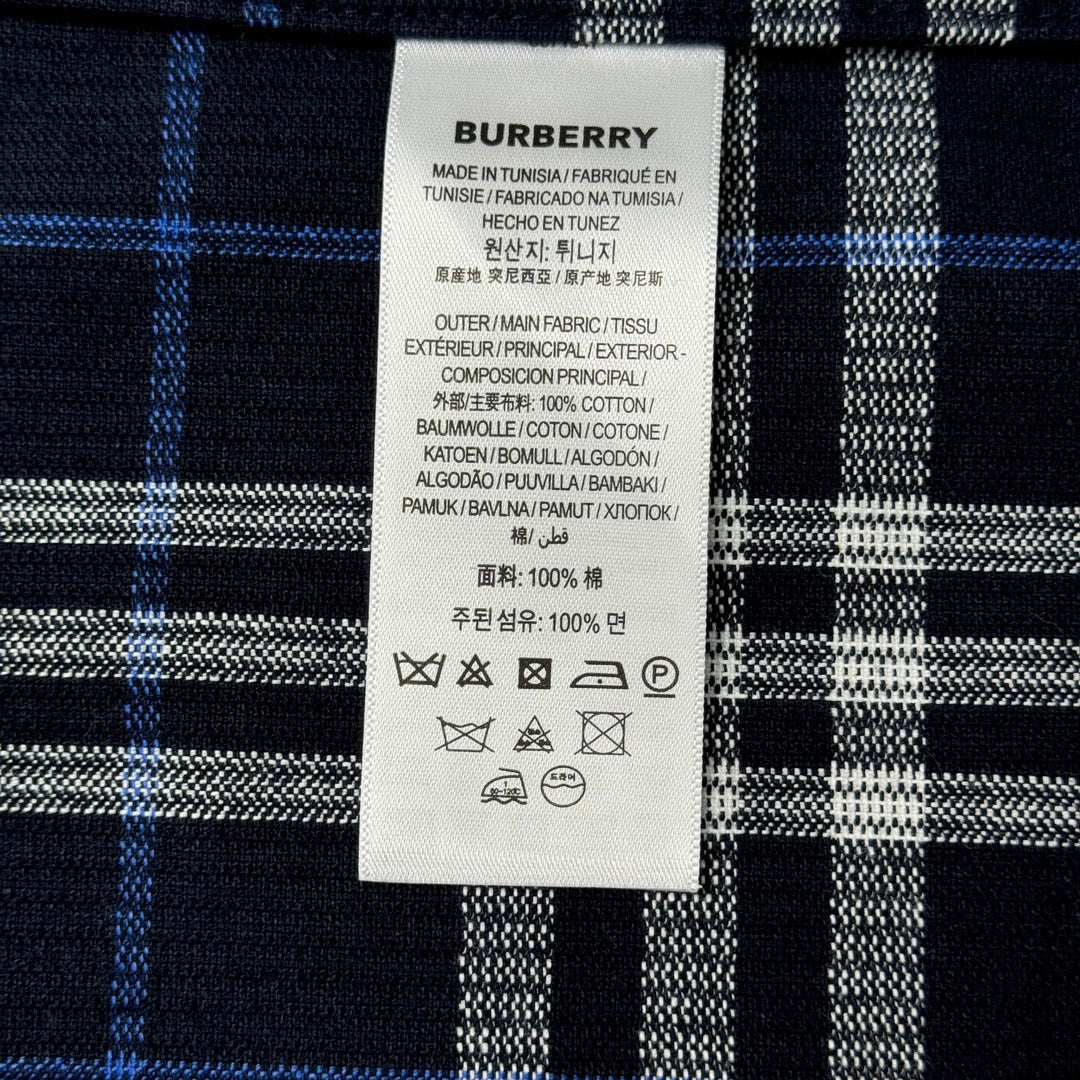 BURBERRY
MADE IN TUNISIA / FABRIQUÉ EN
TUNISIE / FABRICADO NA TUMISIA /
HECHO EN TUNEZ
원산지: 튀니지
原産地 突尼西亞 / 原产地 突尼斯
OUTER / MAIN FABRIC / TISSU
EXTÉRIEUR / PRINCIPAL / EXTERIOR -
COMPOSICION PRINCIPAL /
外部/主要布料: 100% COTTON /
BAUMWOLLE / COTON / COTONE /
KATOEN / BOMULL / ALGODÓN /
ALGODÃO / PUUVILLA / BAMBAKI /
PAMUK / BAVLNA / PAMUT / ХЛОПОК /
棉/ قطن
面料: 100% 棉
주된 섬유: 100% 면
P
1
드라이